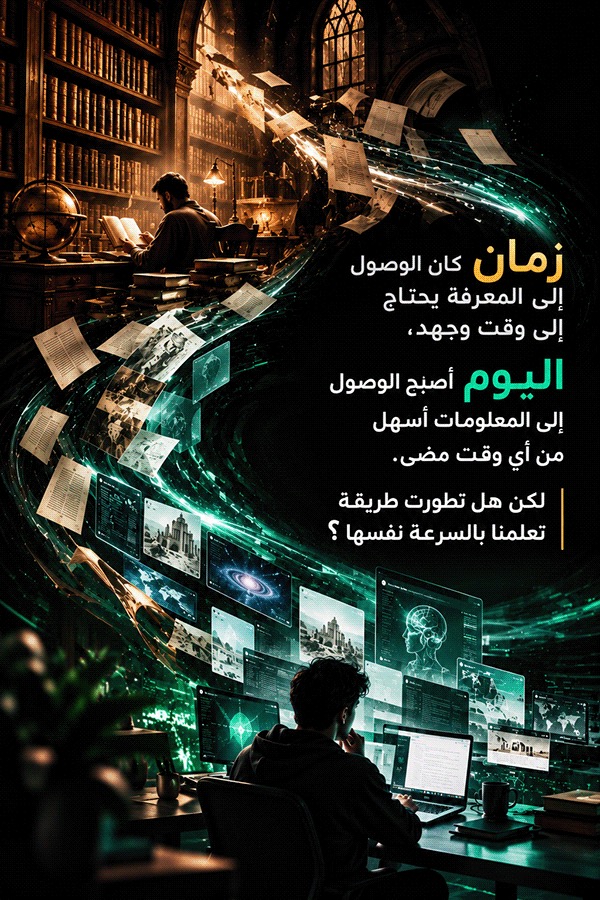 زمان كان الوصول
إلى المعرفة يحتاج
إلى وقت وجهد،
اليوم أصبح الوصول
إلى المعلومات أسهل
من أي وقت مضى.
لكن هل تطورت طريقة
تعلمنا بالسرعة نفسها ؟